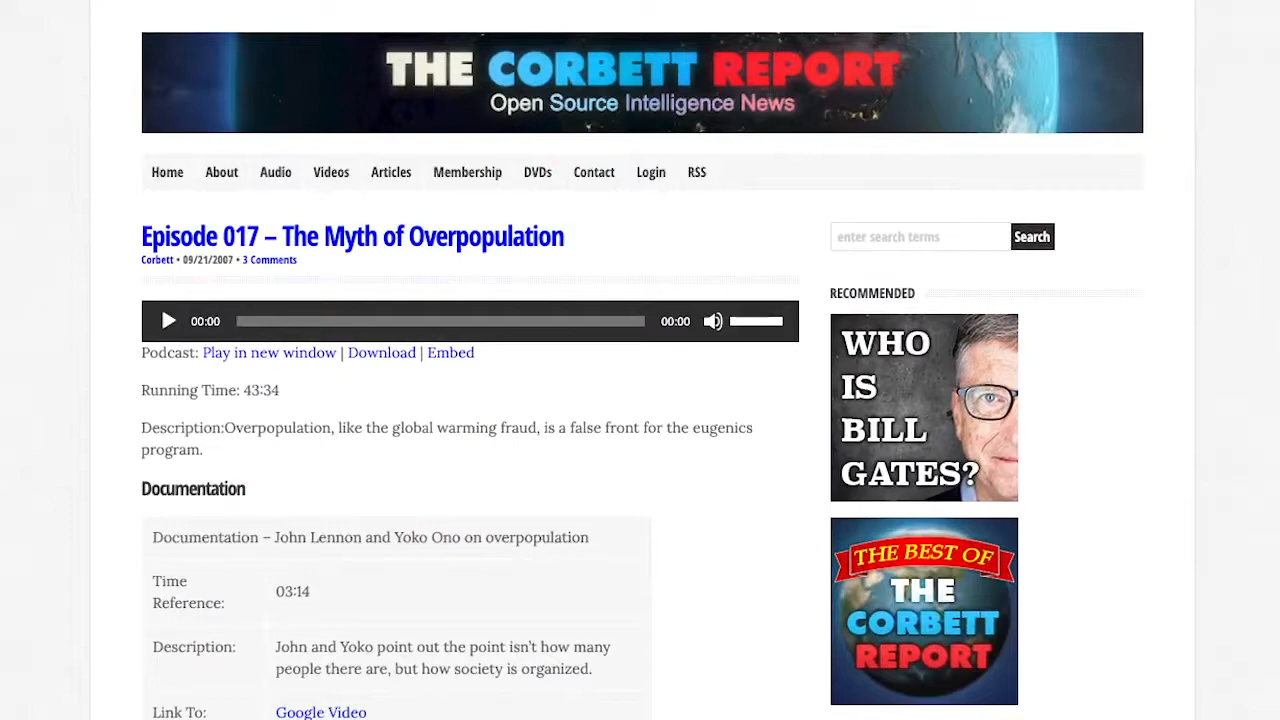 THE CORBETT REPORT
Open Source Intelligence News
Home About Audio Videos Articles Membership DVDs Contact Login RSS
Episode 017 – The Myth of Overpopulation
Corbett • 09/21/2007 • 3 Comments
00:00 00:00
Podcast: Play in new window | Download | Embed
Running Time: 43:34
Description:Overpopulation, like the global warming fraud, is a false front for the eugenics
program.
Documentation
Documentation – John Lennon and Yoko Ono on overpopulation
Time
Reference:
03:14
Description:
John and Yoko point out the point isn’t how many
people there are, but how society is organized.
Link To: Google Video
enter search terms Search
RECOMMENDED
WHO
IS
BILL
GATES?
THE BEST OF
THE
CORBETT
REPORT